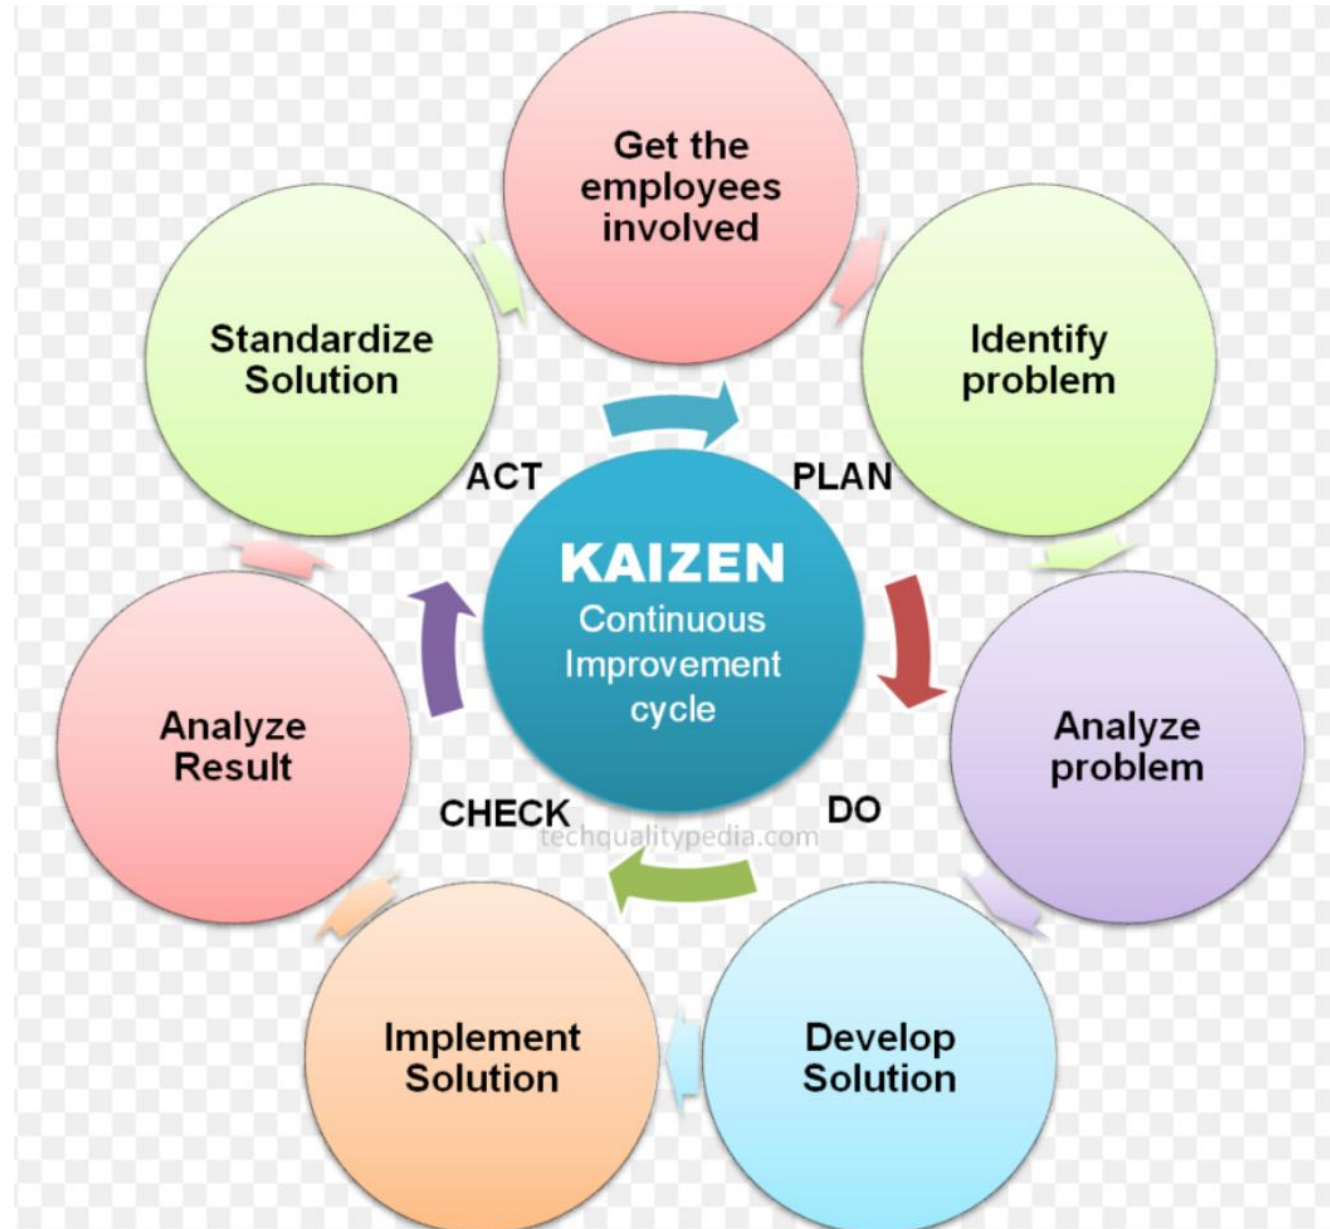 Get the
employees
involved
Identify
problem
Analyze
problem
Develop
Solution
Implement
Solution
Analyze
Result
Standardize
Solution
ACT
PLAN
DO
CHECK
KAIZEN
Continuous
Improvement
cycle
techqualitypedia.com